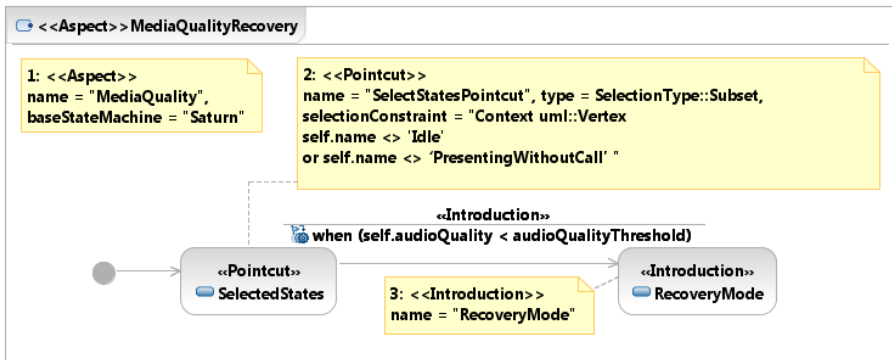 <<Aspect>>MediaQualityRecovery
1: <<Aspect>>
name = "MediaQuality",
baseStateMachine = "Saturn"
2: <<Pointcut>>
name = "SelectStatesPointcut", type = SelectionType::Subset,
selectionConstraint = "Context uml::Vertex
self.name <> 'Idle'
or self.name <> ‘PresentingWithoutCall’ "
«Introduction»
when (self.audioQuality < audioQualityThreshold)
«Pointcut»
SelectedStates
«Introduction»
RecoveryMode
3: <<Introduction>>
name = "RecoveryMode"